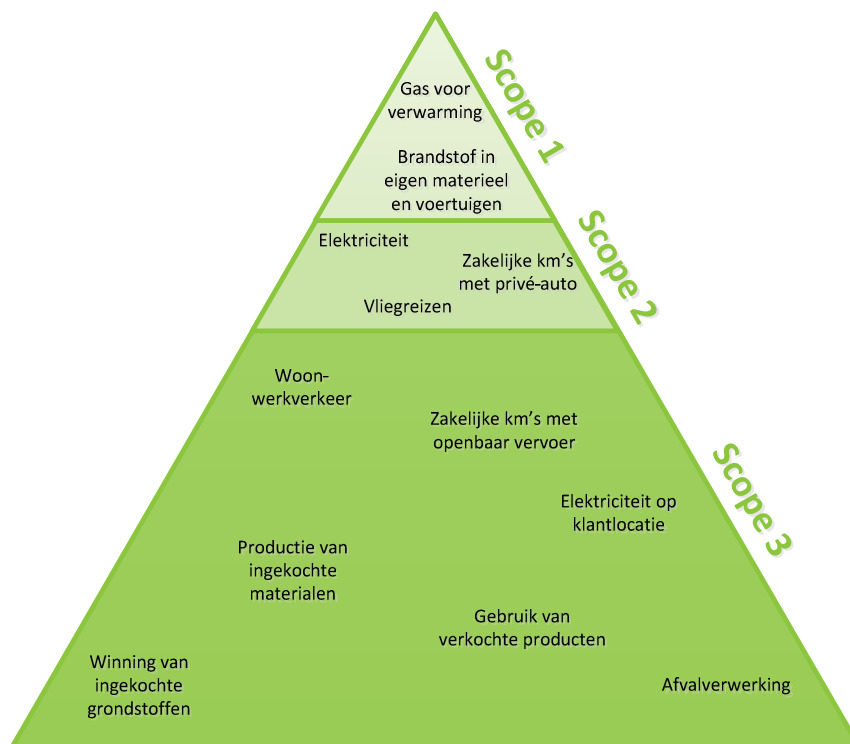 Gas voor
verwarming
Brandstof in
eigen materieel
en voertuigen
Scope 1
Elektriciteit
Zakelijke km's
met privé-auto
Vliegreizen
Scope 2
Woon-
werkverkeer
Zakelijke km's met
openbaar vervoer
Elektriciteit op
klantlocatie
Productie van
ingekochte
materialen
Gebruik van
verkochte producten
Winning van
ingekochte
grondstoffen
Afvalverwerking
Scope 3